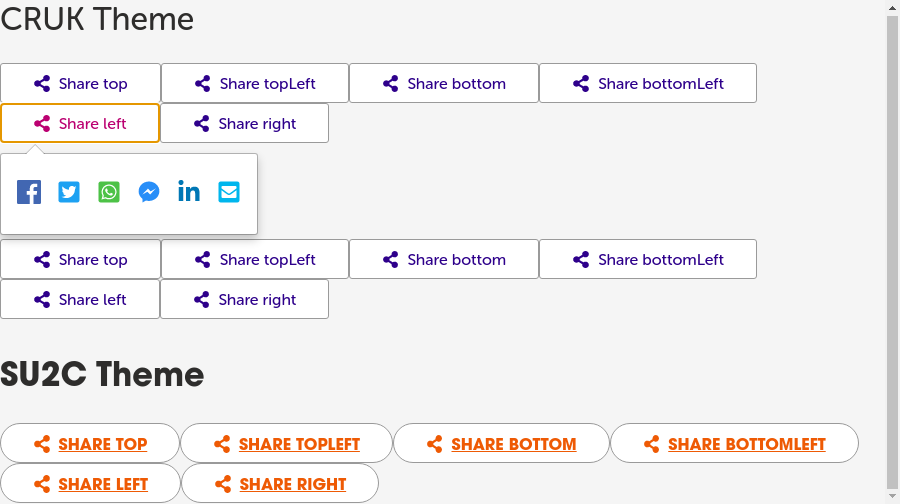 CRUK Theme
Share top Share topLeft Share bottom Share bottomLeft
Share left Share right
Share top Share topLeft Share bottom Share bottomLeft
Share left Share right
SU2C Theme
SHARE TOP SHARE TOPLEFT SHARE BOTTOM SHARE BOTTOMLEFT
SHARE LEFT SHARE RIGHT